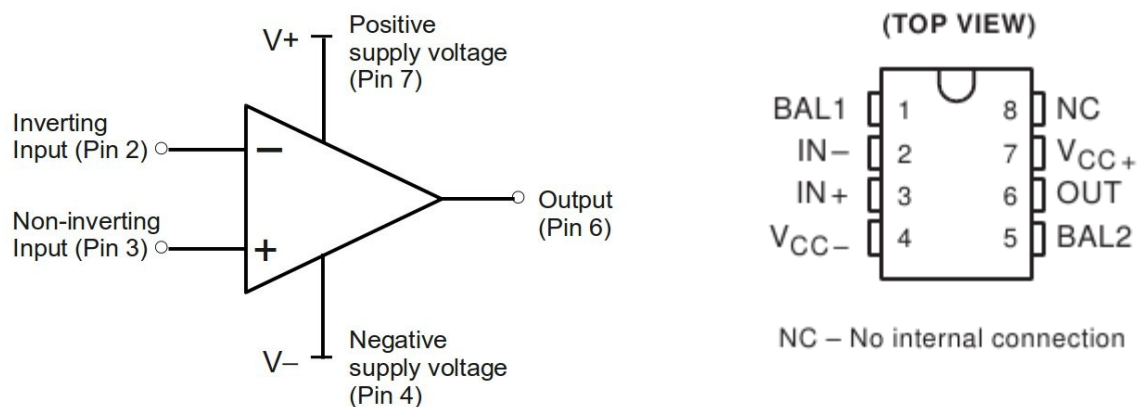 V+
Positive
supply voltage
(Pin 7)
Inverting
Input (Pin 2)
−
Non-inverting
Input (Pin 3)
+
Output
(Pin 6)
V−
Negative
supply voltage
(Pin 4)
(TOP VIEW)
BAL1 1 8 NC
IN− 2 7 VCC+
IN+ 3 6 OUT
VCC− 4 5 BAL2
NC – No internal connection